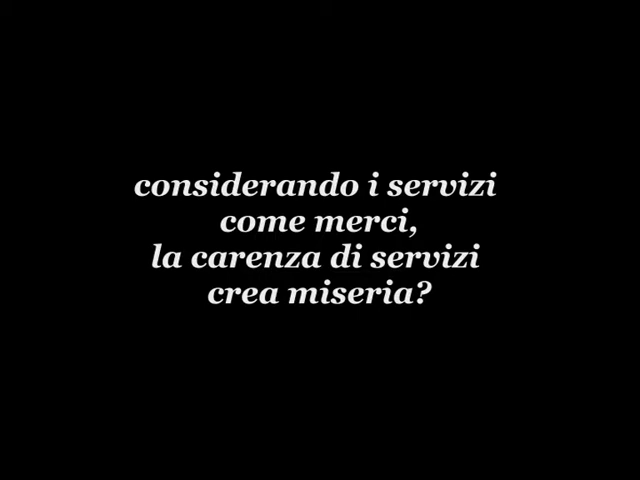 considerando i servizi
come merci,
la carenza di servizi
crea miseria?